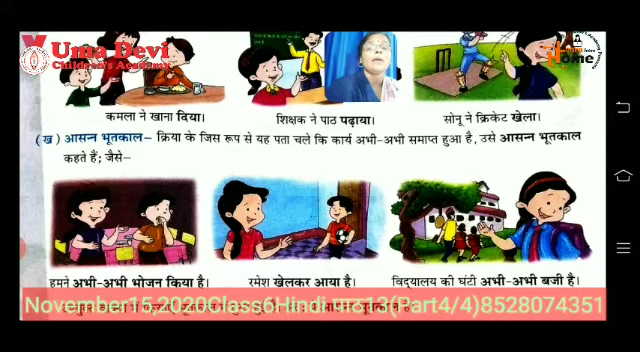 Uma Devi
Children's Academy
Home
कमला ने खाना दिया।
शिक्षक ने पाठ पढ़ाया।
सोनू ने क्रिकेट खेला।
(ख) आसन्न भूतकाल– क्रिया के जिस रूप से यह पता चले कि कार्य अभी-अभी समाप्त हुआ है, उसे आसन्न भूतकाल
कहते हैं; जैसे–
हमने अभी-अभी भोजन किया है।
रमेश खेलकर आया है।
विद्यालय की घंटी अभी-अभी बजी है।
November15,2020Class6Hindi पाठ13(Part4/4)8528074351